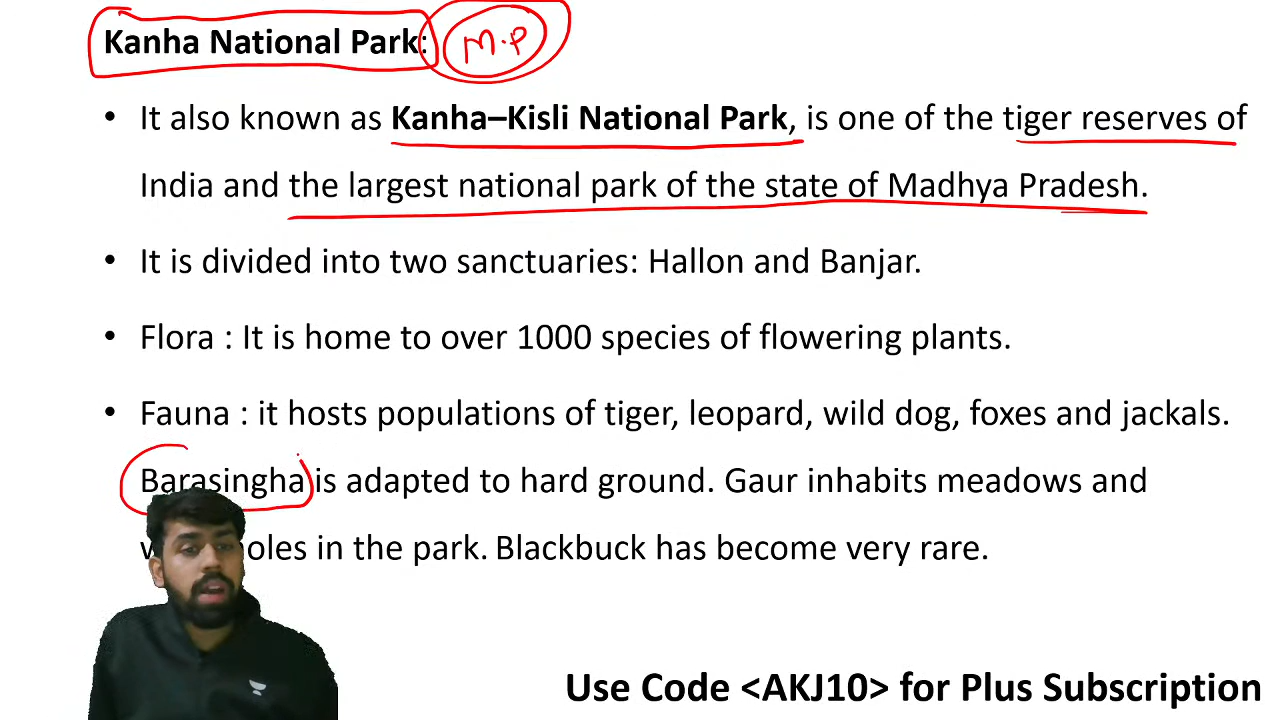 Kanha National Park: M.P
• It also known as Kanha–Kisli National Park, is one of the tiger reserves of
India and the largest national park of the state of Madhya Pradesh.
• It is divided into two sanctuaries: Hallon and Banjar.
• Flora : It is home to over 1000 species of flowering plants.
• Fauna : it hosts populations of tiger, leopard, wild dog, foxes and jackals.
Barasingha is adapted to hard ground. Gaur inhabits meadows and
in the park. Blackbuck has become very rare.
Use Code <AKJ10> for Plus Subscription